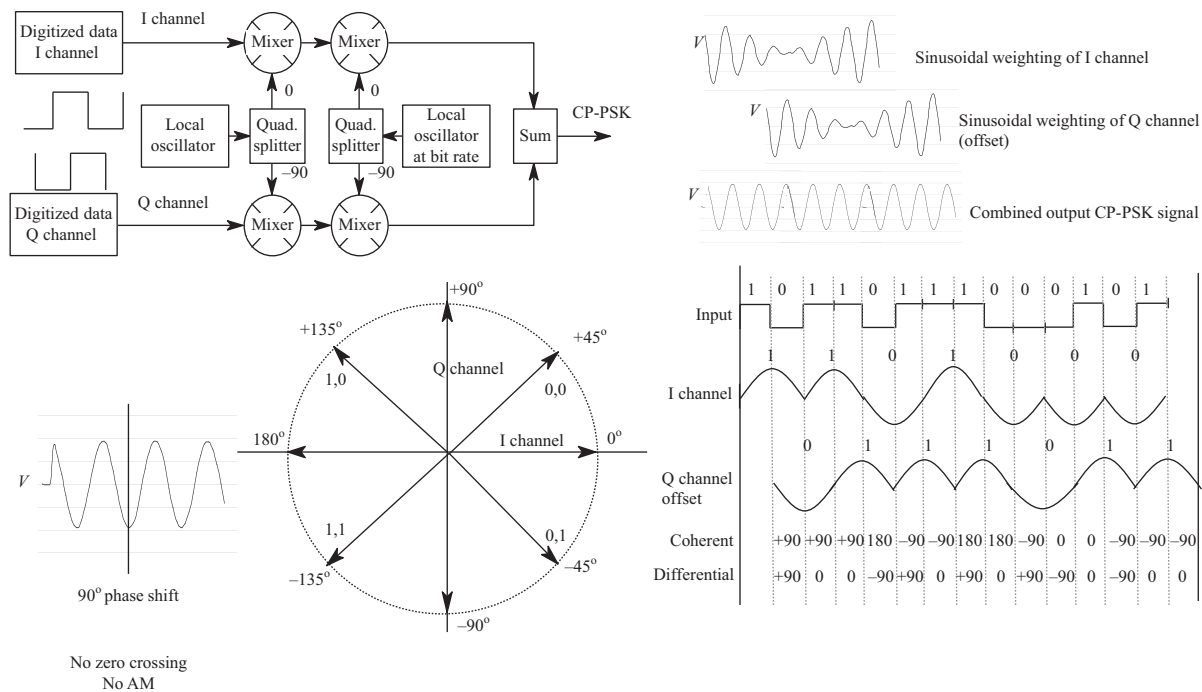 Digitized data
I channel
I channel
Mixer
Mixer
0
0
CP-PSK
Local
oscillator
Quad.
splitter
Quad.
splitter
Local
oscillator
at bit rate
Sum
–90
–90
Digitized data
Q channel
Q channel
Mixer
Mixer
V
Sinusoidal weighting of I channel
V
Sinusoidal weighting of Q channel
(offset)
V
Combined output CP-PSK signal
V
90° phase shift
No zero crossing
No AM
+90°
+135°
+45°
Q channel
1,0
0,0
180°
I channel
0°
1,1
0,1
–135°
–45°
–90°
1 0 1 1 0 1 1 1 0 0 0 1 0 1
Input
1 1 0 1 0 0 0
I channel
0 1 1 1 0 1 1
Q channel
offset
Coherent +90 +90 +90 180 –90 –90 180 180 –90 0 0 –90 –90 –90
Differential +90 0 0 –90 +90 0 +90 0 +90 –90 0 –90 0 0